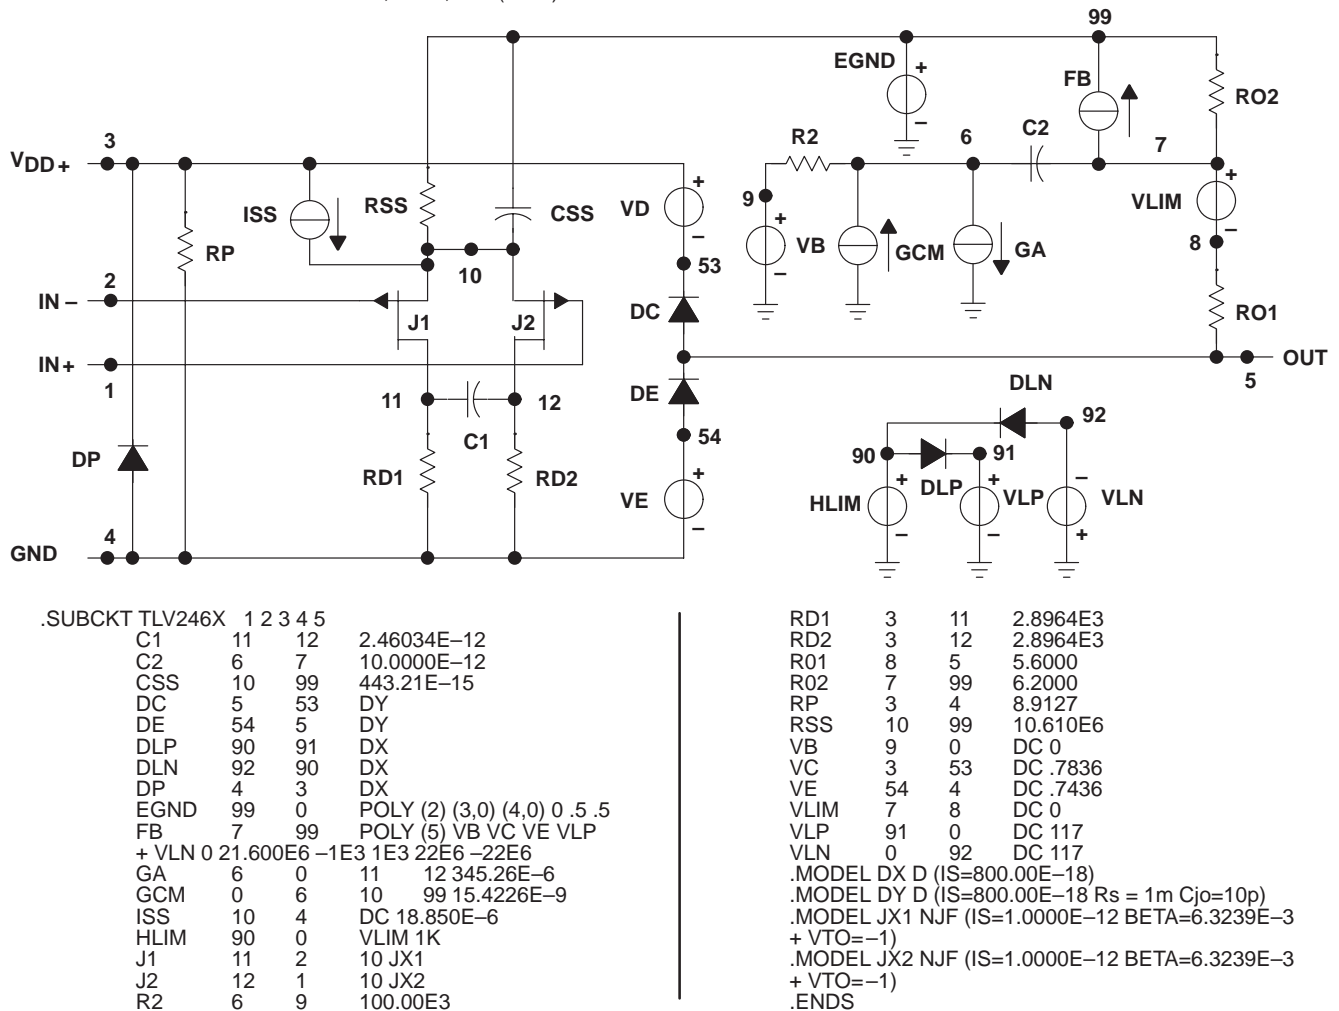 99
EGND
+
FB
RO2
–
3
VDD +
R2
6
C2
7
RSS
ISS
CSS
VD
+
–
9
+
VB
–
GCM
GA
+
VLIM
–
8
RP
10
53
2
IN –
J1
J2
DC
RO1
IN +
1
OUT
5
DE
DLN
11
12
C1
54
92
90
91
DP
RD1
RD2
VE
+
–
HLIM
+
–
DLP
+
–
VLP
–
+
VLN
4
GND
.SUBCKT TLV246X 1 2 3 4 5
C1 11 12 2.46034E–12
C2 6 7 10.0000E–12
CSS 10 99 443.21E–15
DC 5 53 DY
DE 54 5 DY
DLP 90 91 DX
DLN 92 90 DX
DP 4 3 DX
EGND 99 0 POLY (2) (3,0) (4,0) 0 .5 .5
FB 7 99 POLY (5) VB VC VE VLP
+ VLN 0 21.600E6 –1E3 1E3 22E6 –22E6
GA 6 0 11 12 345.26E–6
GCM 0 6 10 99 15.4226E–9
ISS 10 4 DC 18.850E–6
HLIM 90 0 VLIM 1K
J1 11 2 10 JX1
J2 12 1 10 JX2
R2 6 9 100.00E3
RD1 3 11 2.8964E3
RD2 3 12 2.8964E3
R01 8 5 5.6000
R02 7 99 6.2000
RP 3 4 8.9127
RSS 10 99 10.610E6
VB 9 0 DC 0
VC 3 53 DC .7836
VE 54 4 DC .7436
VLIM 7 8 DC 0
VLP 91 0 DC 117
VLN 0 92 DC 117
.MODEL DX D (IS=800.00E–18)
.MODEL DY D (IS=800.00E–18 Rs = 1m Cjo=10p)
.MODEL JX1 NJF (IS=1.0000E–12 BETA=6.3239E–3
+ VTO=–1)
.MODEL JX2 NJF (IS=1.0000E–12 BETA=6.3239E–3
+ VTO=–1)
.ENDS